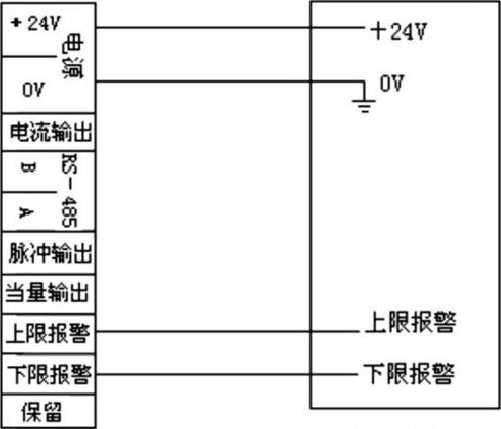 +24V
电源
0V
电流输出
B
RS-485
A
脉冲输出
当量输出
上限报警
下限报警
保留
+24V
0V
上限报警
下限报警